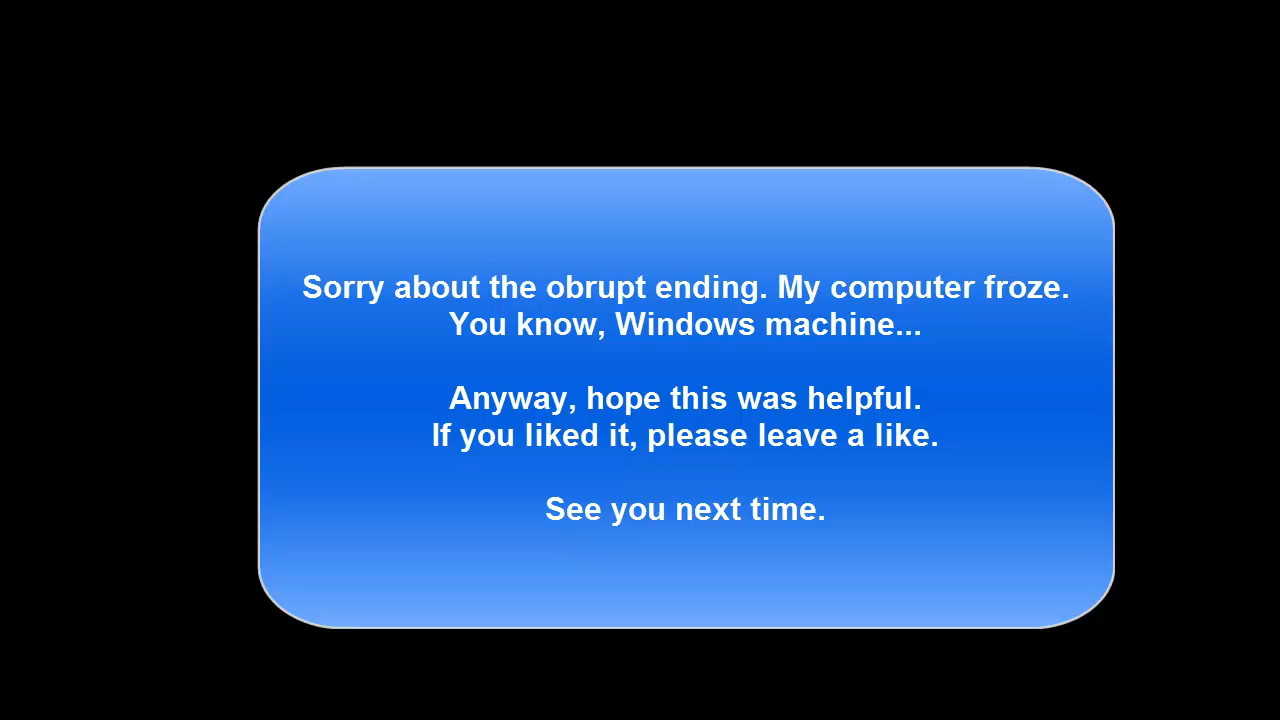 Sorry about the obrupt ending. My computer froze.
You know, Windows machine...
Anyway, hope this was helpful.
If you liked it, please leave a like.
See you next time.